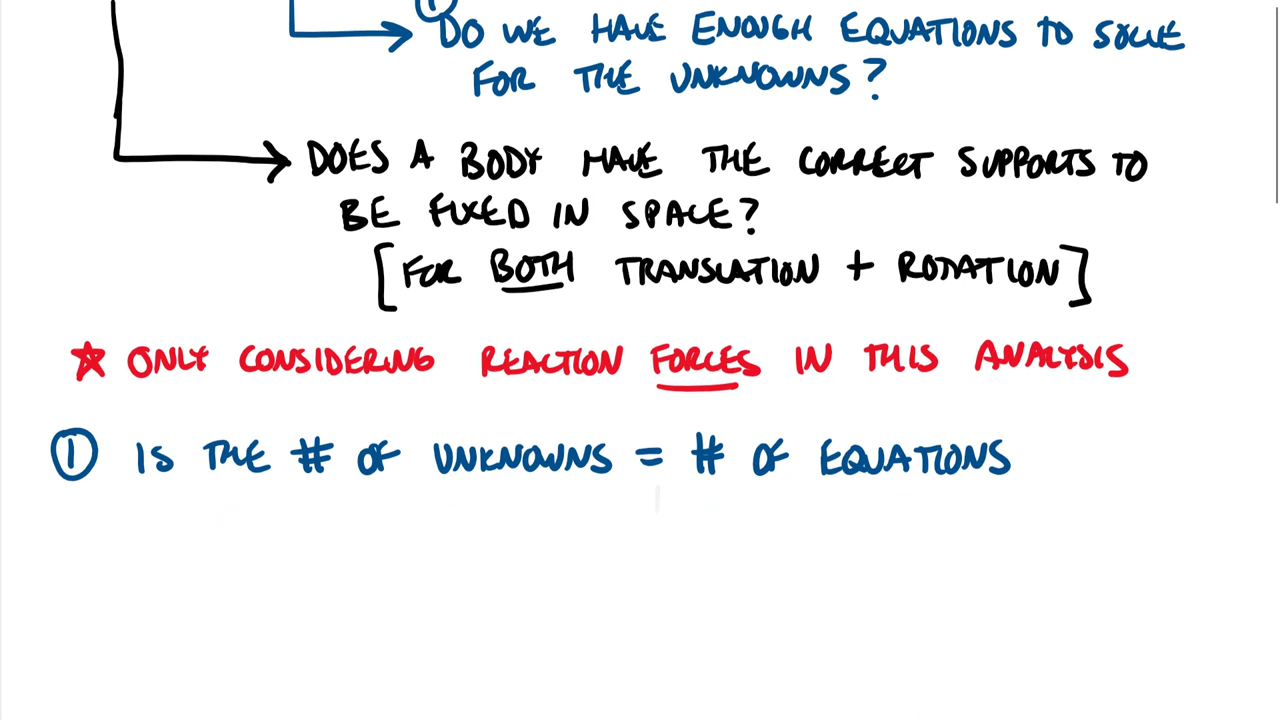 ① DO WE HAVE ENOUGH EQUATIONS TO SOLVE
FOR THE UNKNOWNS?
DOES A BODY HAVE THE CORRECT SUPPORTS TO
BE FIXED IN SPACE?
[FOR BOTH TRANSLATION + ROTATION]
☆ ONLY CONSIDERING REACTION FORCES IN THIS ANALYSIS
① IS THE # OF UNKNOWNS = # OF EQUATIONS